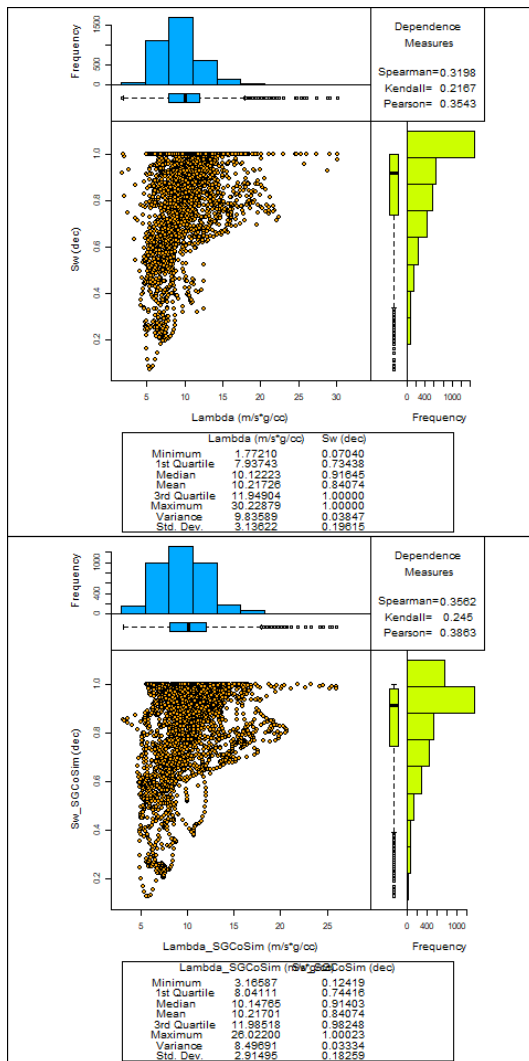 Frequency
0 500 1500
Dependence
Measures
Spearman=0.3198
Kendall= 0.2167
Pearson= 0.3543
Sw (dec)
0.2 0.4 0.6 0.8 1.0
5 10 15 20 25 30
Lambda (m/s*g/cc)
0 400 1000
Frequency
Lambda (m/s*g/cc) Sw (dec)
Minimum 1.77210 0.07040
1st Quartile 7.93743 0.73438
Median 10.12223 0.91645
Mean 10.21726 0.84074
3rd Quartile 11.94904 1.00000
Maximum 30.22879 1.00000
Variance 9.83589 0.03847
Std. Dev. 3.13622 0.19615
Frequency
0 400 1000
Dependence
Measures
Spearman=0.3562
Kendall= 0.245
Pearson= 0.3863
Sw_SGCoSim (dec)
0.2 0.4 0.6 0.8 1.0
5 10 15 20 25
Lambda_SGCoSim (m/s*g/cc)
0 400 1000
Frequency
Lambda_SGCoSim (m/s*g/cc) Sw_SGCoSim (dec)
Minimum 3.16587 0.12419
1st Quartile 8.04111 0.74416
Median 10.14765 0.91403
Mean 10.21701 0.84074
3rd Quartile 11.98518 0.98248
Maximum 26.02200 1.00023
Variance 8.49691 0.03334
Std. Dev. 2.91495 0.18259